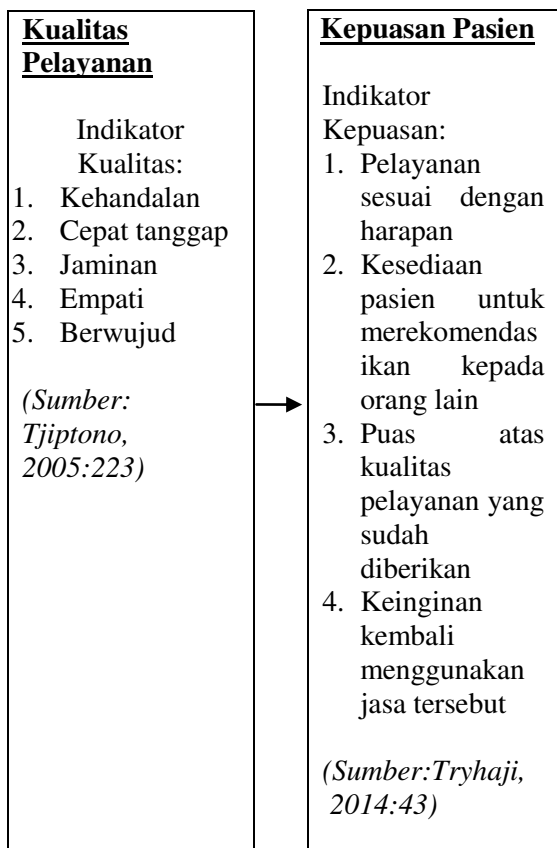 Kualitas
Pelayanan
Indikator
Kualitas:
1. Kehandalan
2. Cepat tanggap
3. Jaminan
4. Empati
5. Berwujud
(Sumber:
Tjiptono,
2005:223)
Kepuasan Pasien
Indikator
Kepuasan:
1. Pelayanan
sesuai dengan
harapan
2. Kesediaan
pasien untuk
merekomendas
ikan kepada
orang lain
3. Puas atas
kualitas
pelayanan yang
sudah
diberikan
4. Keinginan
kembali
menggunakan
jasa tersebut
(Sumber:Tryhaji,
2014:43)